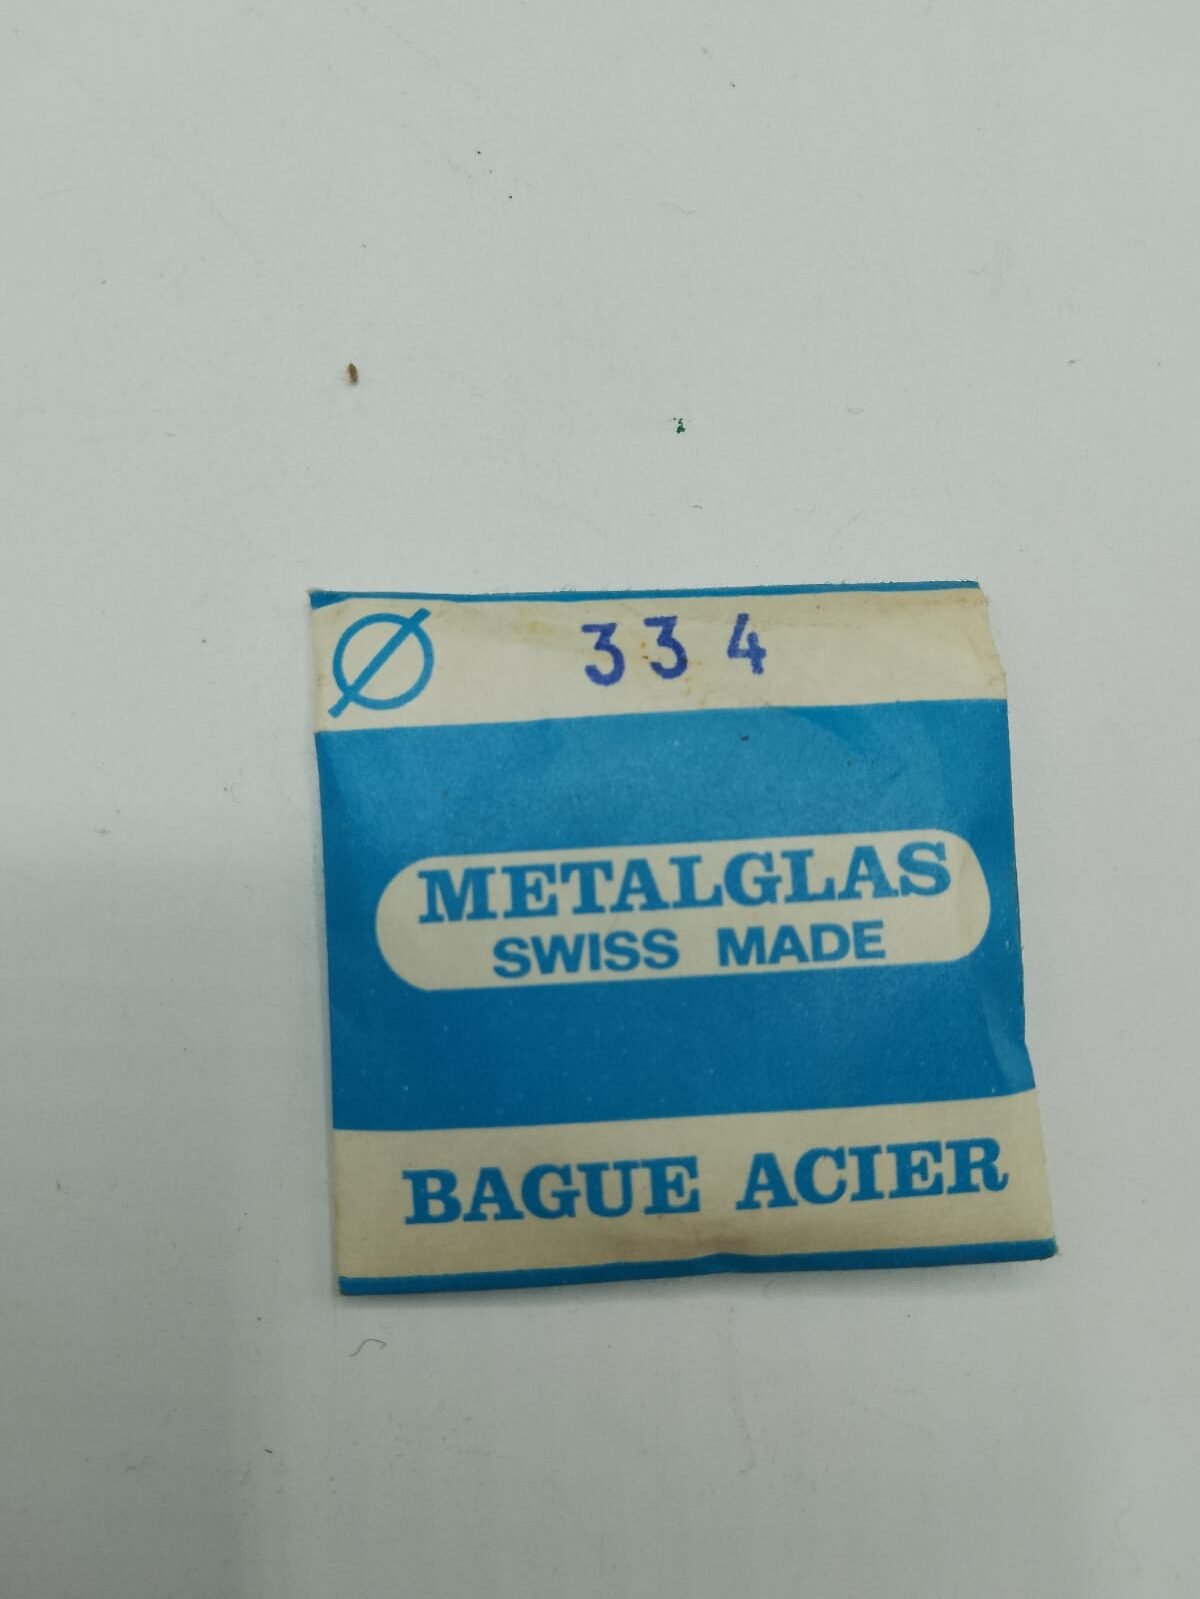 Ø 334
METALGLAS
SWISS MADE
BAGUE ACIER